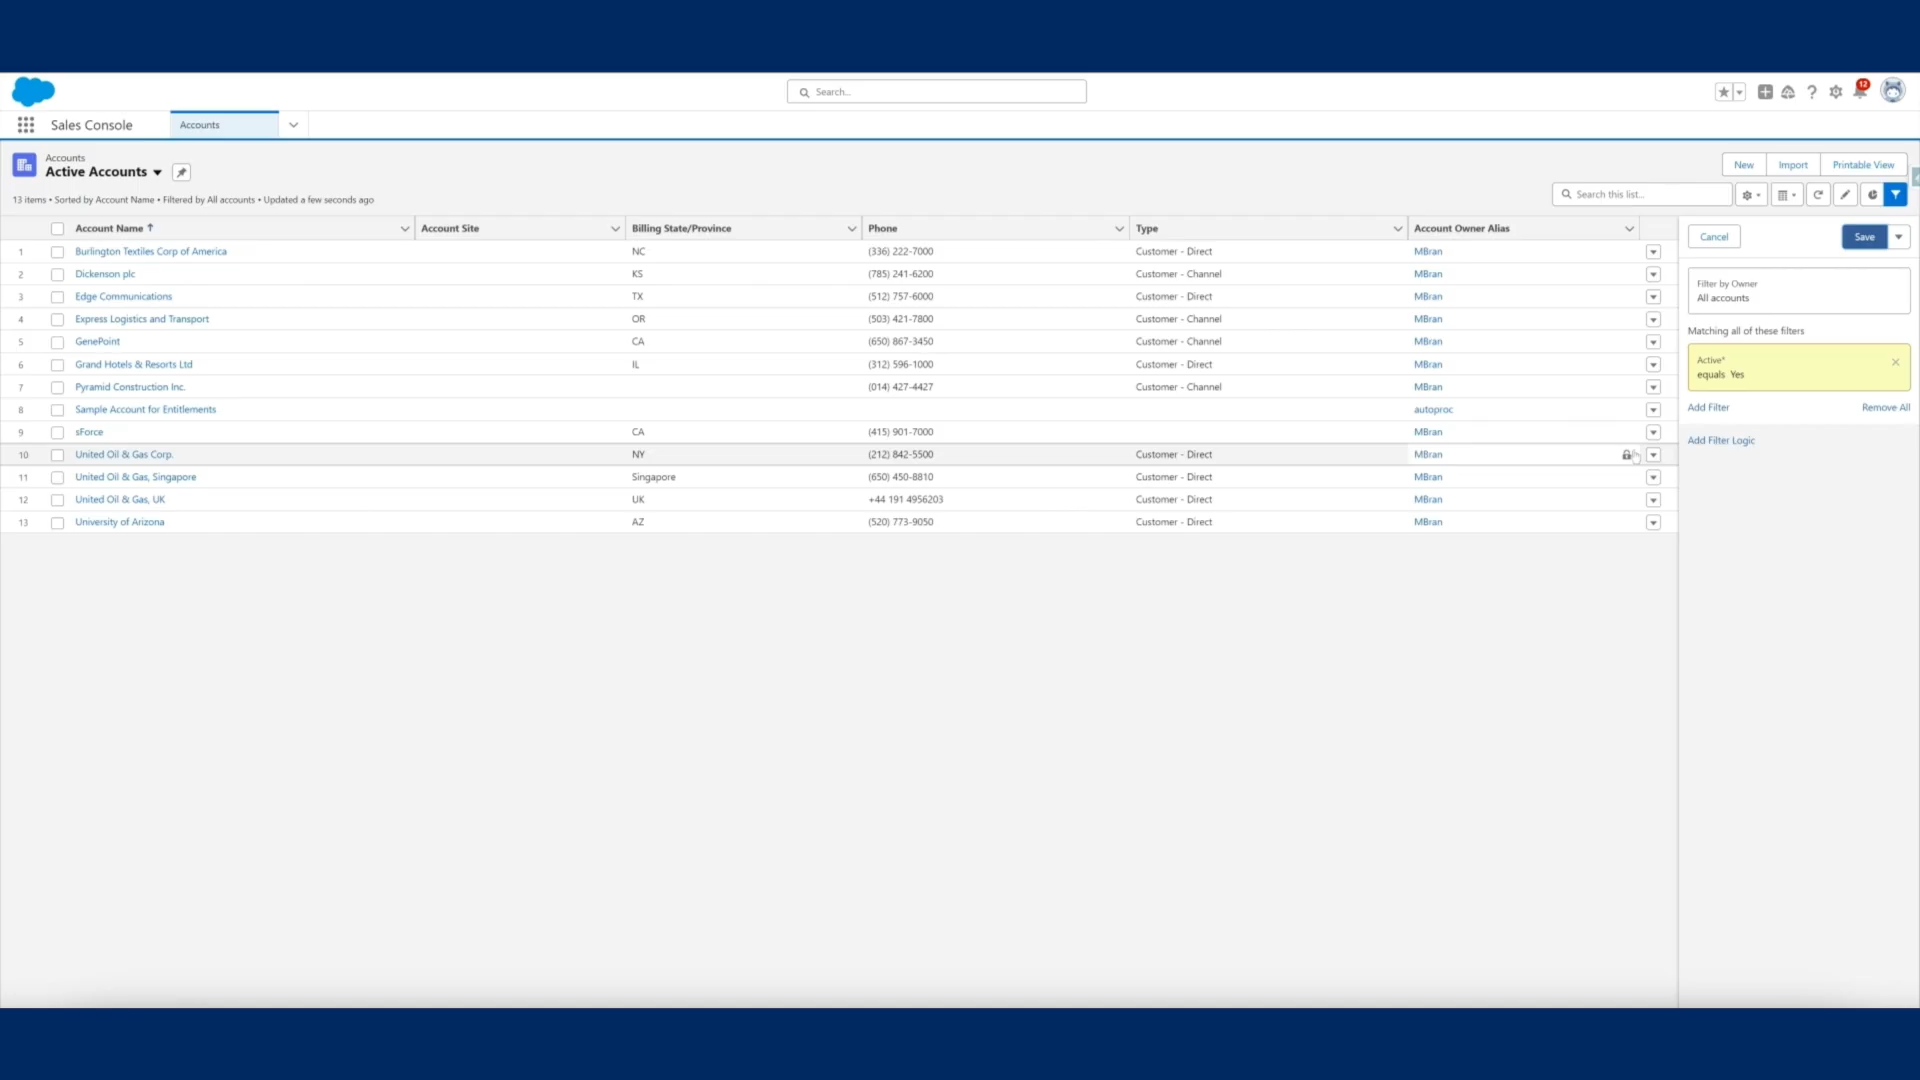 Search...
12
Sales Console
Accounts
Accounts
Active Accounts
New
Import
Printable View
13 items • Sorted by Account Name • Filtered by All accounts • Updated a few seconds ago
Search this list...
Account Name
Account Site
Billing State/Province
Phone
Type
Account Owner Alias
1 Burlington Textiles Corp of America NC (336) 222-7000 Customer - Direct MBran
2 Dickenson plc KS (785) 241-6200 Customer - Channel MBran
3 Edge Communications TX (512) 757-6000 Customer - Direct MBran
4 Express Logistics and Transport OR (503) 421-7800 Customer - Channel MBran
5 GenePoint CA (650) 867-3450 Customer - Channel MBran
6 Grand Hotels & Resorts Ltd IL (312) 596-1000 Customer - Direct MBran
7 Pyramid Construction Inc. (014) 427-4427 Customer - Channel MBran
8 Sample Account for Entitlements autoproc
9 sForce CA (415) 901-7000 MBran
10 United Oil & Gas Corp. NY (212) 842-5500 Customer - Direct MBran
11 United Oil & Gas, Singapore Singapore (650) 450-8810 Customer - Direct MBran
12 United Oil & Gas, UK UK +44 191 4956203 Customer - Direct MBran
13 University of Arizona AZ (520) 773-9050 Customer - Direct MBran
Cancel
Save
Filter by Owner
All accounts
Matching all of these filters
Active*
equals Yes
Add Filter
Remove All
Add Filter Logic